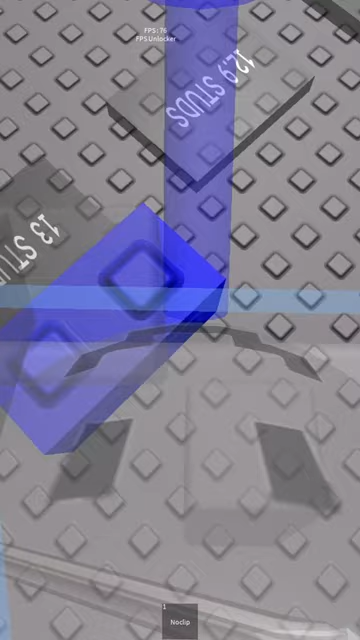 FPS: 76
FPS Unlocker
12,9 STUDS
13 STU
1
Noclip